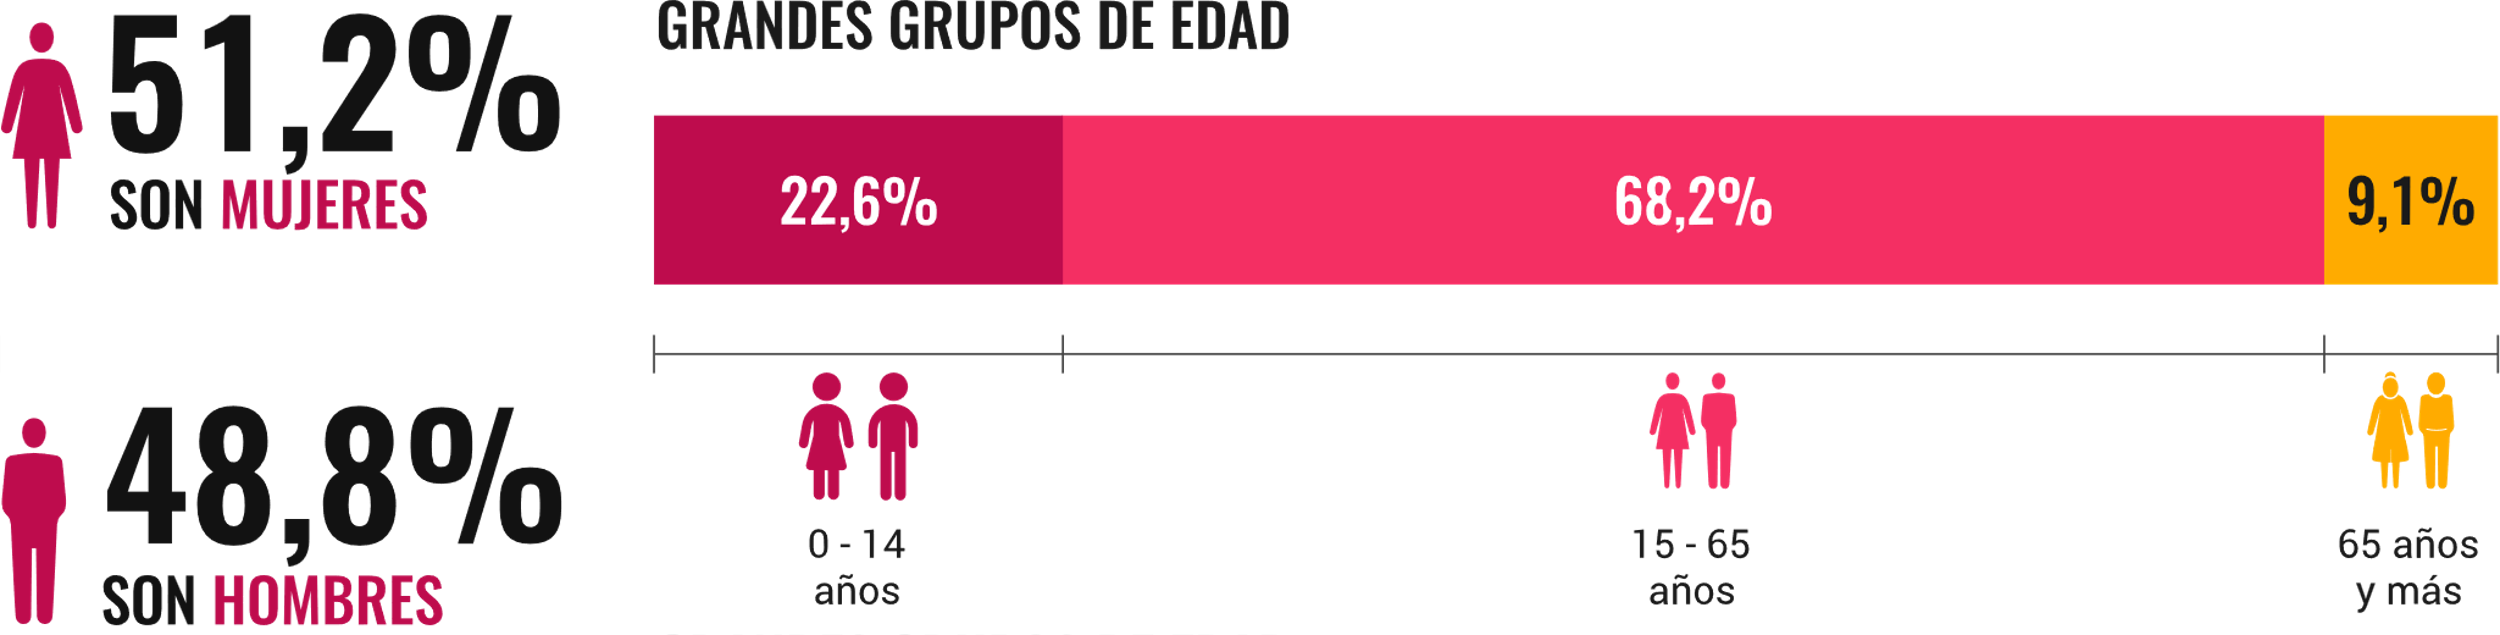 51,2%
SON MUJERES
48,8%
SON HOMBRES
GRANDES GRUPOS DE EDAD
22,6%
68,2%
9,1%
0 - 14
años
15 - 65
años
65 años
y más